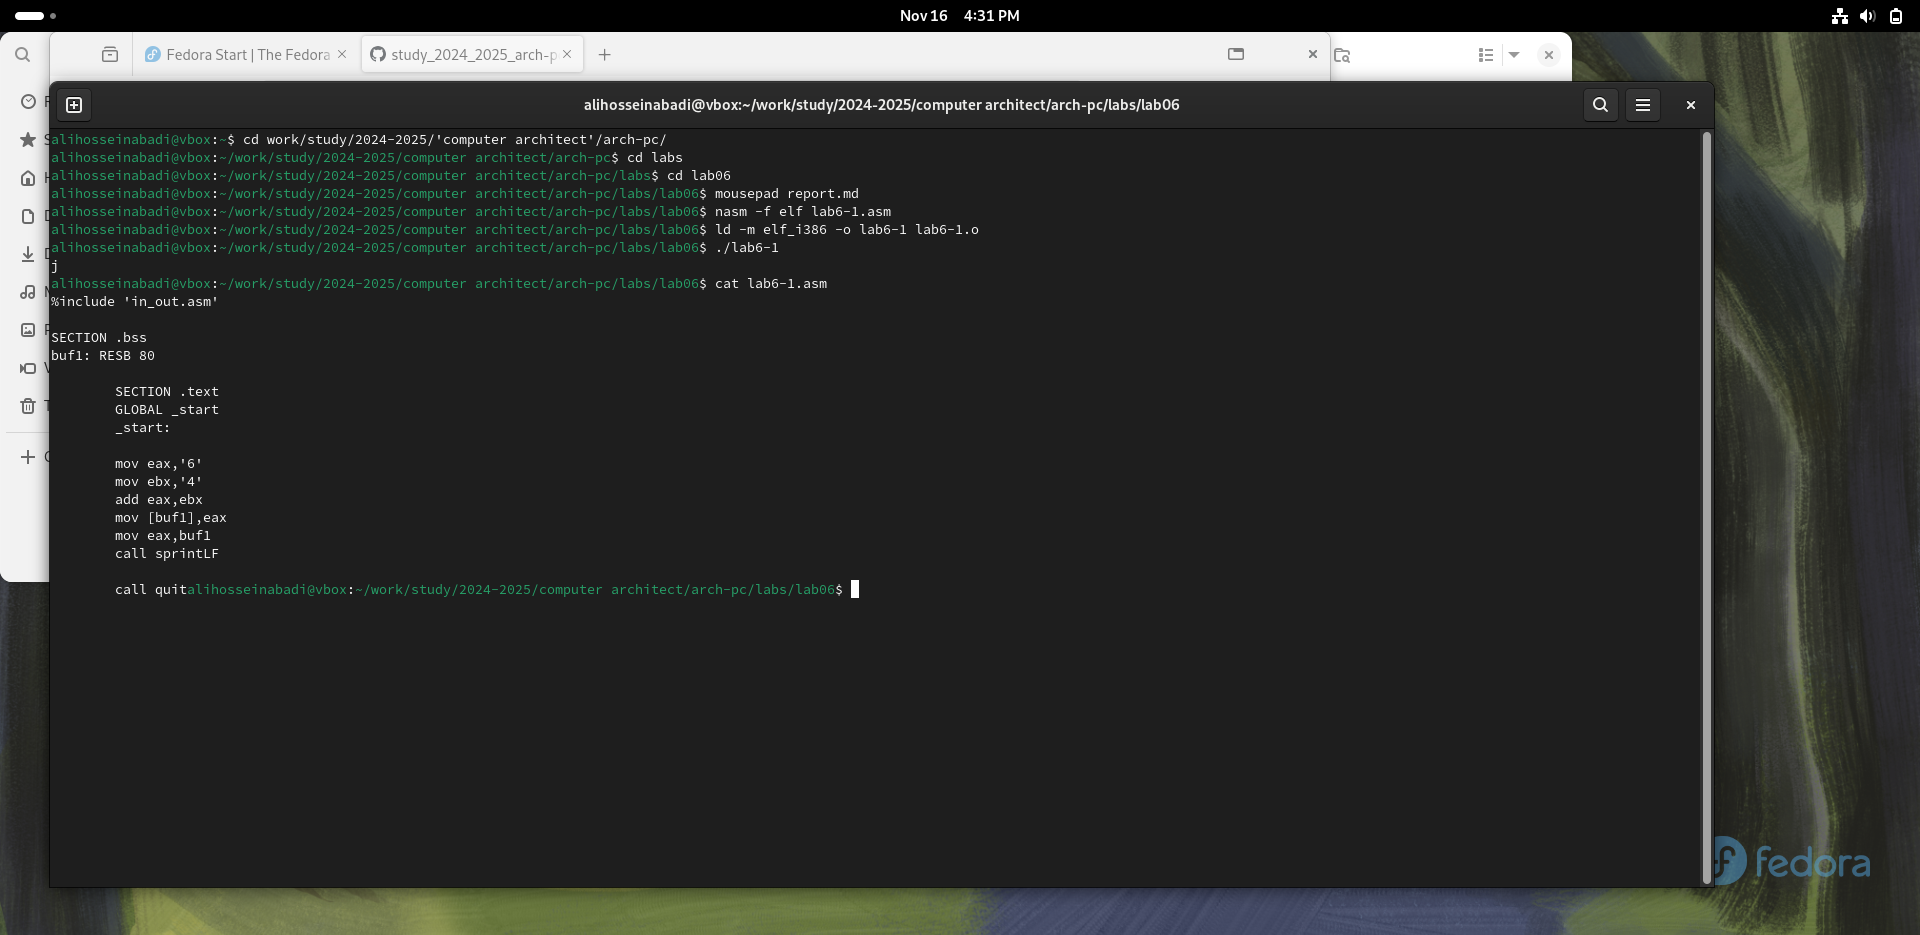 Nov 16 4:31 PM
Fedora Start | The Fedora
study_2024_2025_arch-p
alihosseinabadi@vbox:~/work/study/2024-2025/computer architect/arch-pc/labs/lab06
alihosseinabadi@vbox:~$ cd work/study/2024-2025/'computer architect'/arch-pc/
alihosseinabadi@vbox:~/work/study/2024-2025/computer architect/arch-pc$ cd labs
alihosseinabadi@vbox:~/work/study/2024-2025/computer architect/arch-pc/labs$ cd lab06
alihosseinabadi@vbox:~/work/study/2024-2025/computer architect/arch-pc/labs/lab06$ mousepad report.md
alihosseinabadi@vbox:~/work/study/2024-2025/computer architect/arch-pc/labs/lab06$ nasm -f elf lab6-1.asm
alihosseinabadi@vbox:~/work/study/2024-2025/computer architect/arch-pc/labs/lab06$ ld -m elf_i386 -o lab6-1 lab6-1.o
alihosseinabadi@vbox:~/work/study/2024-2025/computer architect/arch-pc/labs/lab06$ ./lab6-1
j
alihosseinabadi@vbox:~/work/study/2024-2025/computer architect/arch-pc/labs/lab06$ cat lab6-1.asm
%include 'in_out.asm'
SECTION .bss
buf1: RESB 80
SECTION .text
GLOBAL _start
_start:
mov eax,'6'
mov ebx,'4'
add eax,ebx
mov [buf1],eax
mov eax,buf1
call sprintLF
call quitalihosseinabadi@vbox:~/work/study/2024-2025/computer architect/arch-pc/labs/lab06$
fedora